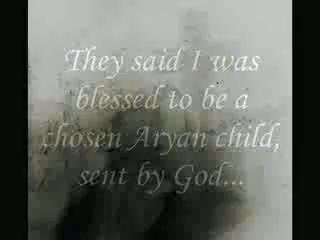 They said I was
blessed to be a
chosen Aryan child,
sent by God...